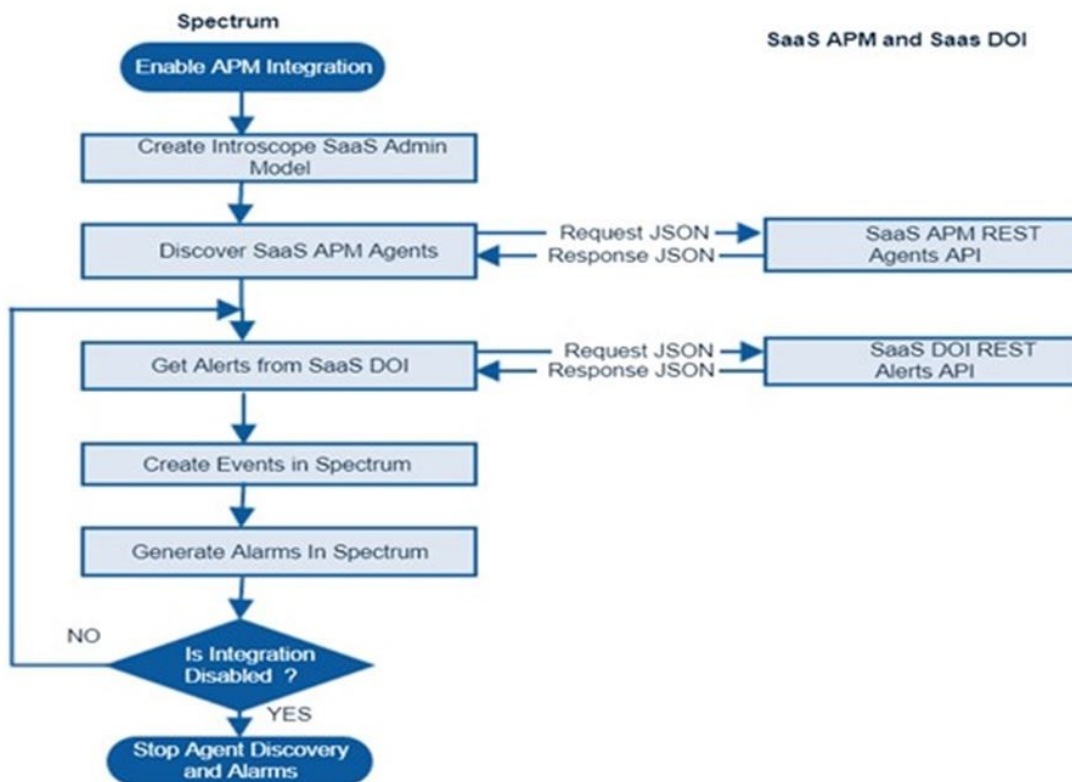 Spectrum
SaaS APM and Saas DOI
Enable APM Integration
Create Introscope SaaS Admin
Model
Discover SaaS APM Agents
Request JSON
Response JSON
SaaS APM REST
Agents API
Get Alerts from SaaS DOI
Request JSON
Response JSON
SaaS DOI REST
Alerts API
Create Events in Spectrum
Generate Alarms In Spectrum
Is Integration
Disabled ?
NO
YES
Stop Agent Discovery
and Alarms